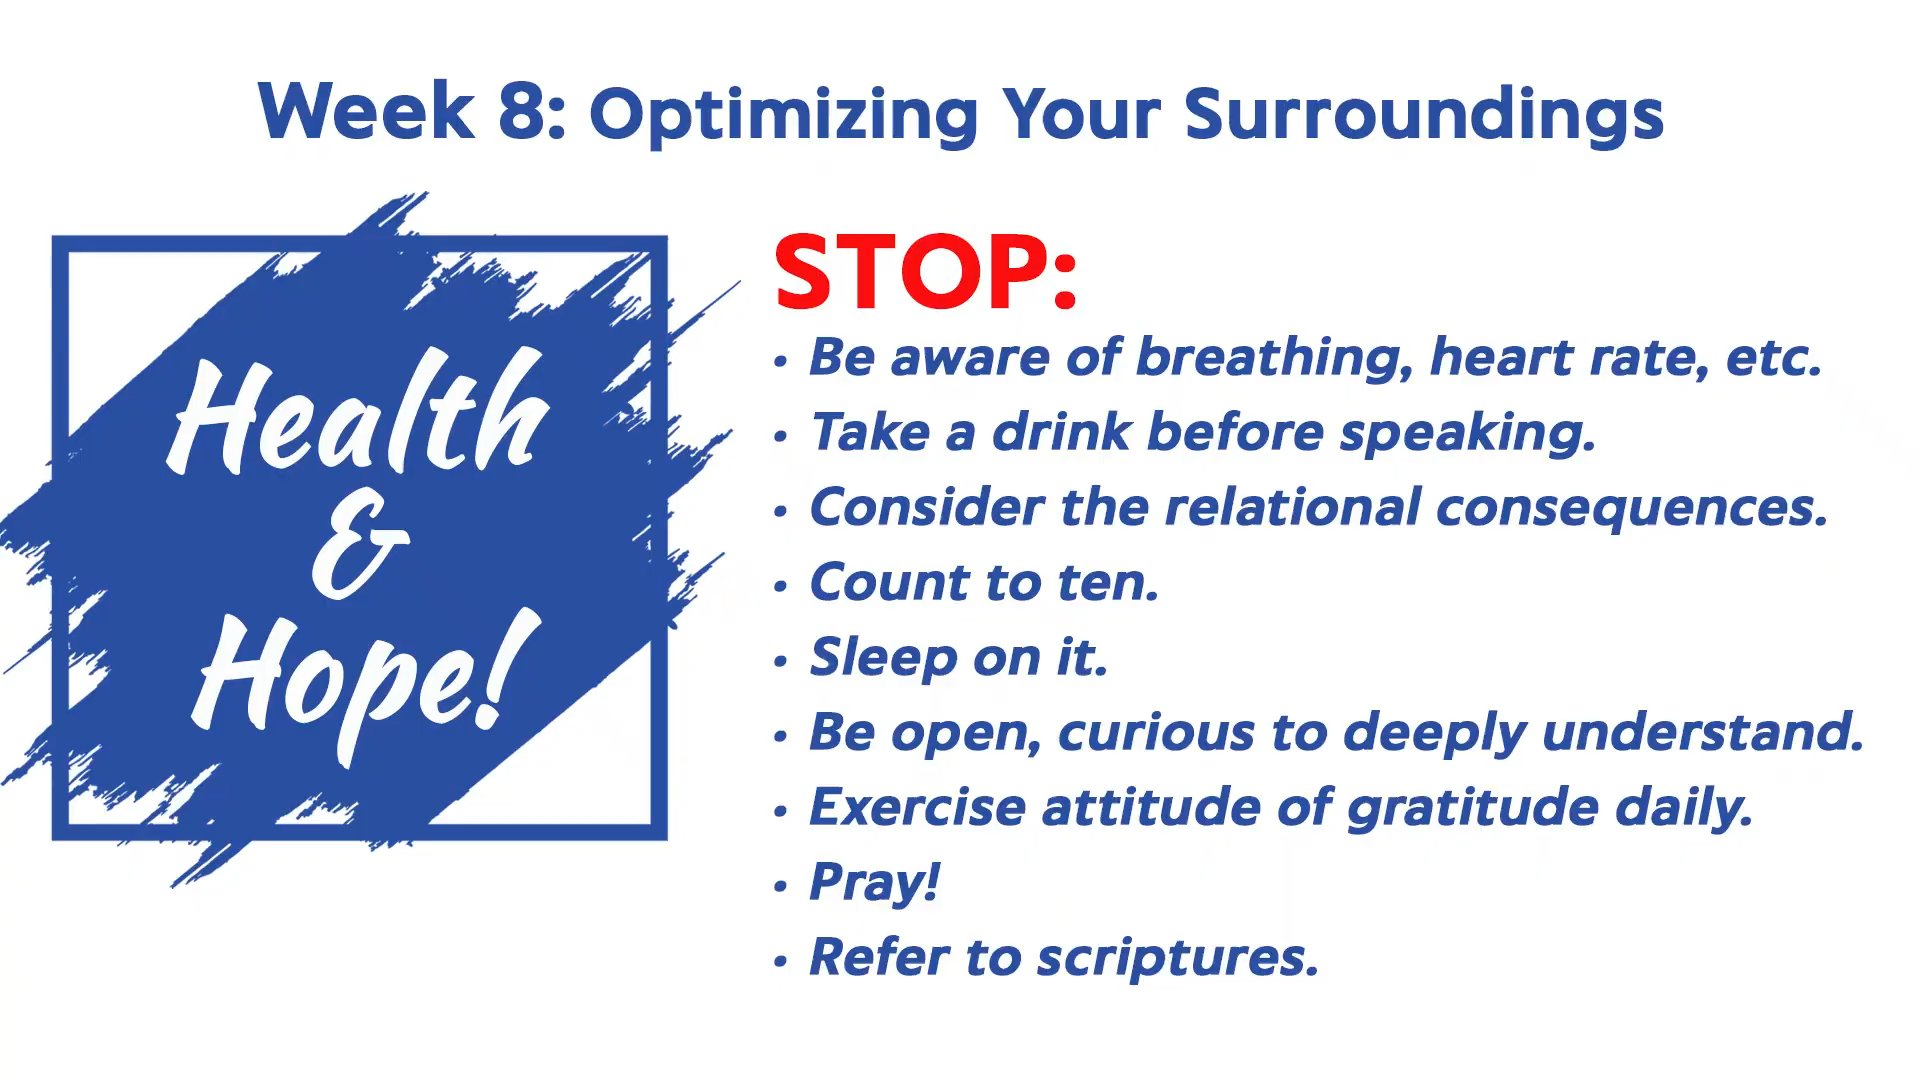 Week 8: Optimizing Your Surroundings
Health
&
Hope!
STOP:
• Be aware of breathing, heart rate, etc.
• Take a drink before speaking.
• Consider the relational consequences.
• Count to ten.
• Sleep on it.
• Be open, curious to deeply understand.
• Exercise attitude of gratitude daily.
• Pray!
• Refer to scriptures.